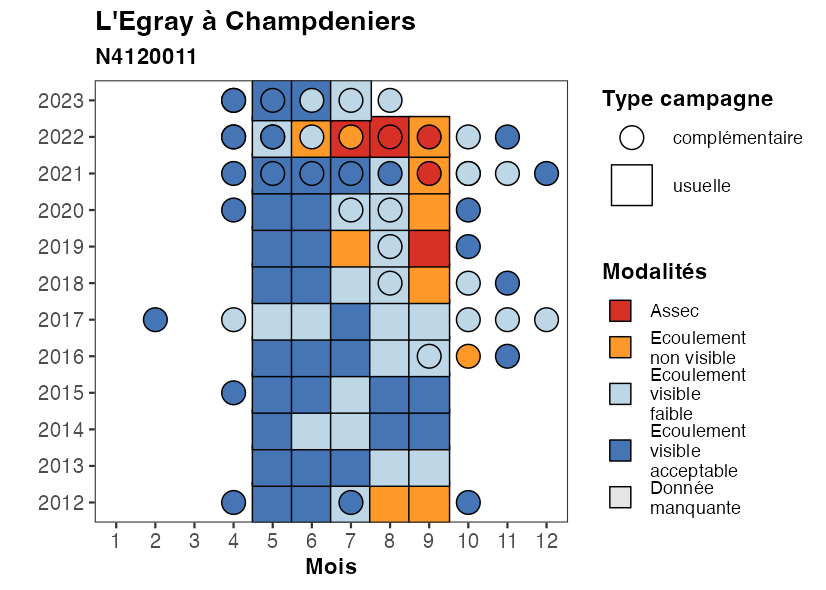 L'Egray à Champdeniers
N4120011
2023
2022
2021
2020
2019
2018
2017
2016
2015
2014
2013
2012
1 2 3 4 5 6 7 8 9 10 11 12
Mois
Type campagne
complémentaire
usuelle
Modalités
Assec
Ecoulement
non visible
Ecoulement
visible
faible
Ecoulement
visible
acceptable
Donnée
manquante